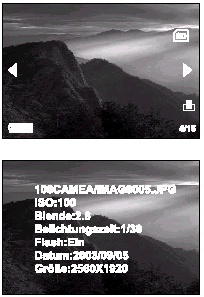 4/15
100CAMEA/IMAG0005.JPG
ISO:100
Blende:2.8
Belichtungszeit:1/30
Flash:Ein
Datum:2003/09/05
Größe:2560X1920